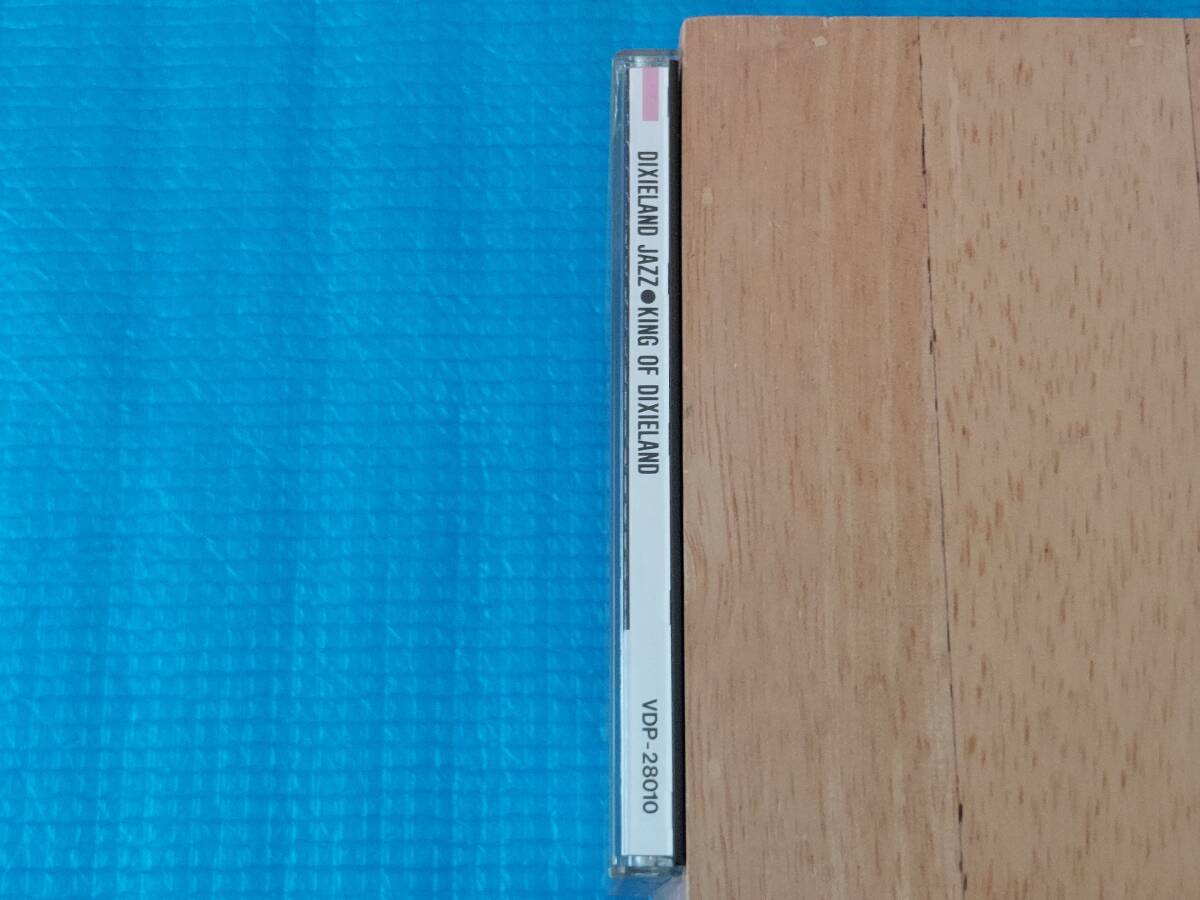 DIXIELAND JAZZ●KING OF DIXIELAND
VDP-28010